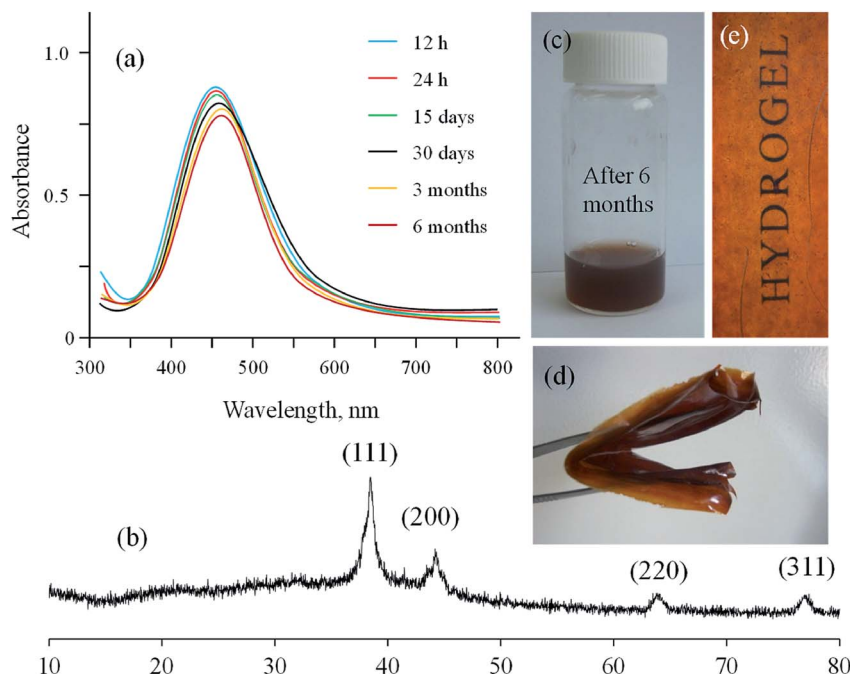 (a)
1.0
0.5
0
Absorbance
12 h
24 h
15 days
30 days
3 months
6 months
300
400
500
600
700
800
Wavelength, nm
(c)
After 6
months
(e)
HYDROGEL
(d)
(b)
(111)
(200)
(220)
(311)
10
20
30
40
50
60
70
80